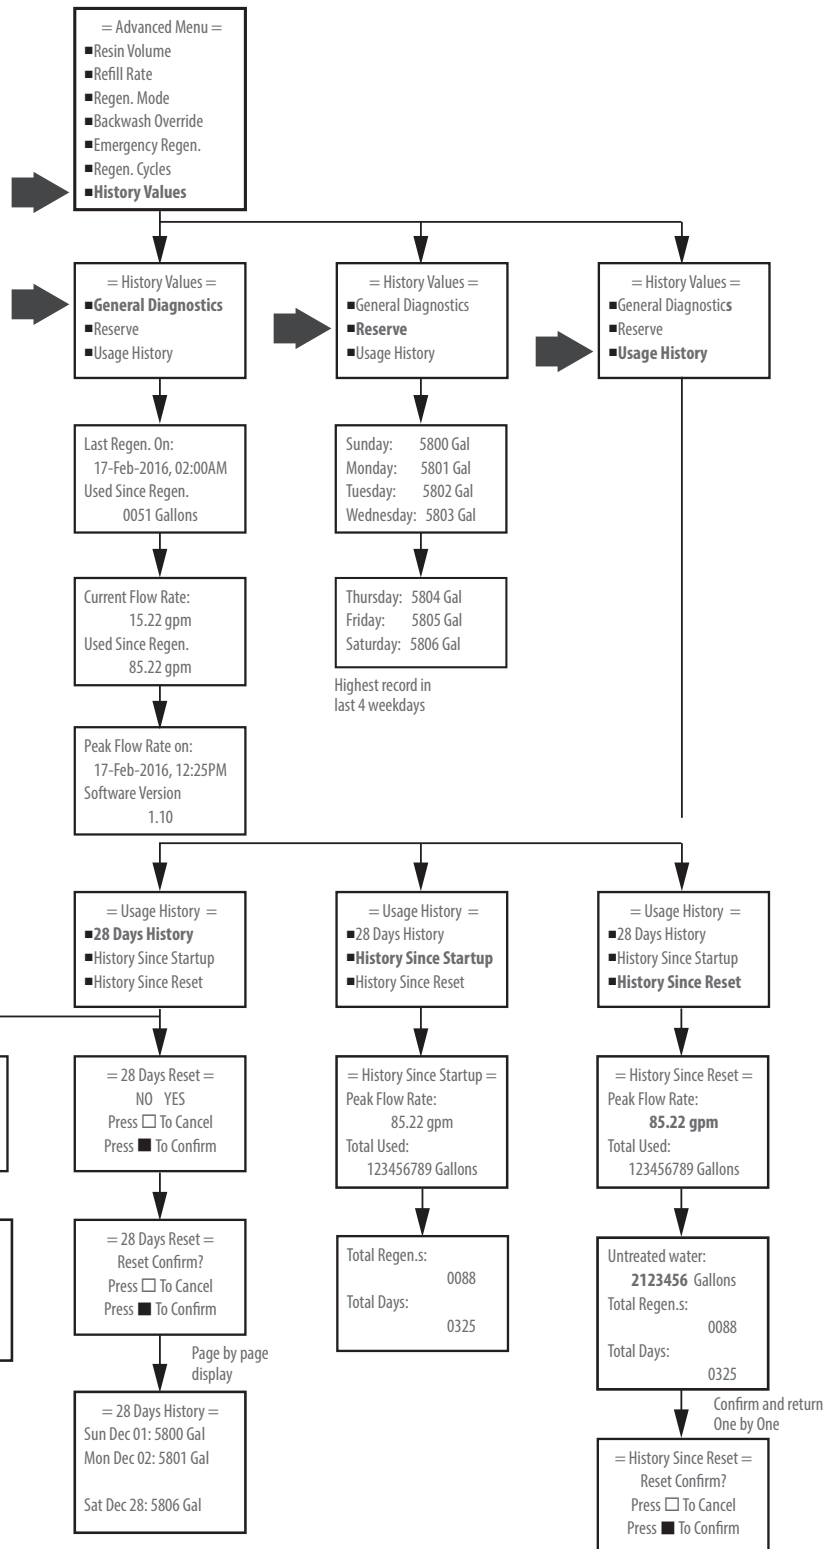 = Advanced Menu =
■Resin Volume
■Refill Rate
■Regen. Mode
■Backwash Override
■Emergency Regen.
■Regen. Cycles
■History Values
= History Values =
■General Diagnostics
■Reserve
■Usage History
= History Values =
■General Diagnostics
■Reserve
■Usage History
= History Values =
■General Diagnostics
■Reserve
■Usage History
Last Regen. On:
17-Feb-2016, 02:00AM
Used Since Regen.
0051 Gallons
Sunday: 5800 Gal
Monday: 5801 Gal
Tuesday: 5802 Gal
Wednesday: 5803 Gal
Current Flow Rate:
15.22 gpm
Used Since Regen.
85.22 gpm
Thursday: 5804 Gal
Friday: 5805 Gal
Saturday: 5806 Gal
Highest record in
last 4 weekdays
Peak Flow Rate on:
17-Feb-2016, 12:25PM
Software Version
1.10
= Usage History =
■28 Days History
■History Since Startup
■History Since Reset
= Usage History =
■28 Days History
■History Since Startup
■History Since Reset
= Usage History =
■28 Days History
■History Since Startup
■History Since Reset
= 28 Days Reset =
NO YES
Press □ To Cancel
Press ■ To Confirm
= History Since Startup =
Peak Flow Rate:
85.22 gpm
Total Used:
123456789 Gallons
= History Since Reset =
Peak Flow Rate:
85.22 gpm
Total Used:
123456789 Gallons
= 28 Days Reset =
Reset Confirm?
Press □ To Cancel
Press ■ To Confirm
Total Regen.s:
0088
Total Days:
0325
Untreated water:
2123456 Gallons
Total Regen.s:
0088
Total Days:
0325
Page by page
display
Confirm and return
One by One
= 28 Days History =
Sun Dec 01: 5800 Gal
Mon Dec 02: 5801 Gal
Sat Dec 28: 5806 Gal
= History Since Reset =
Reset Confirm?
Press □ To Cancel
Press ■ To Confirm